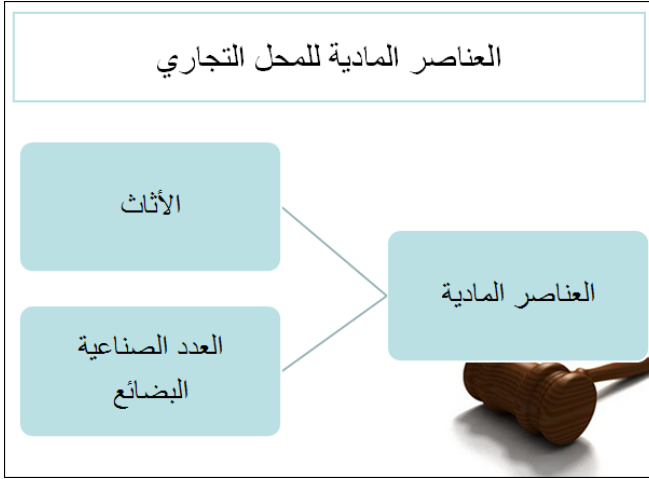 العناصر المادية للمحل التجاري
العناصر المادية
الأثاث
العدد الصناعية
البضائع